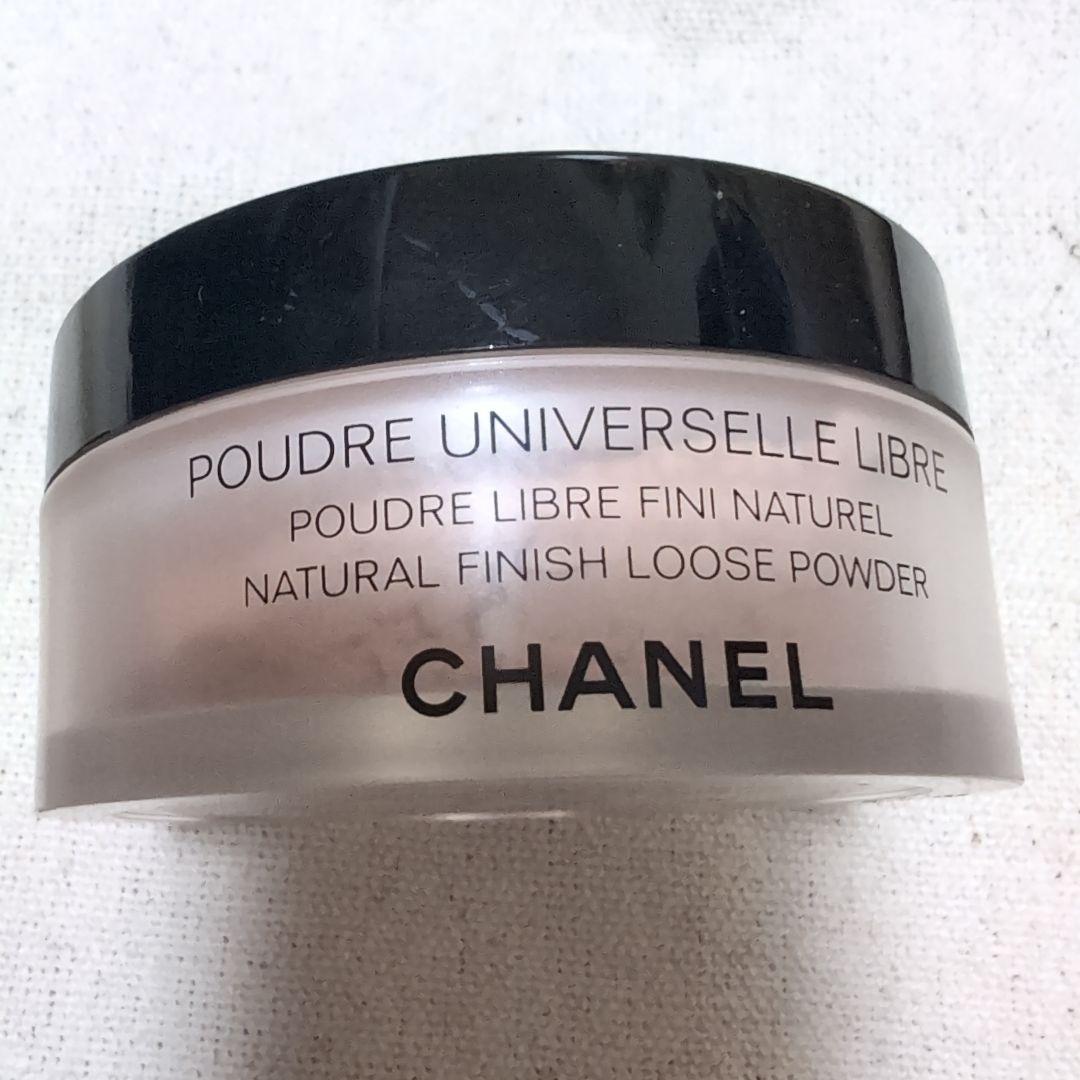 POUDRE UNIVERSELLE LIBRE
POUDRE LIBRE FINI NATUREL
NATURAL FINISH LOOSE POWDER
CHANEL